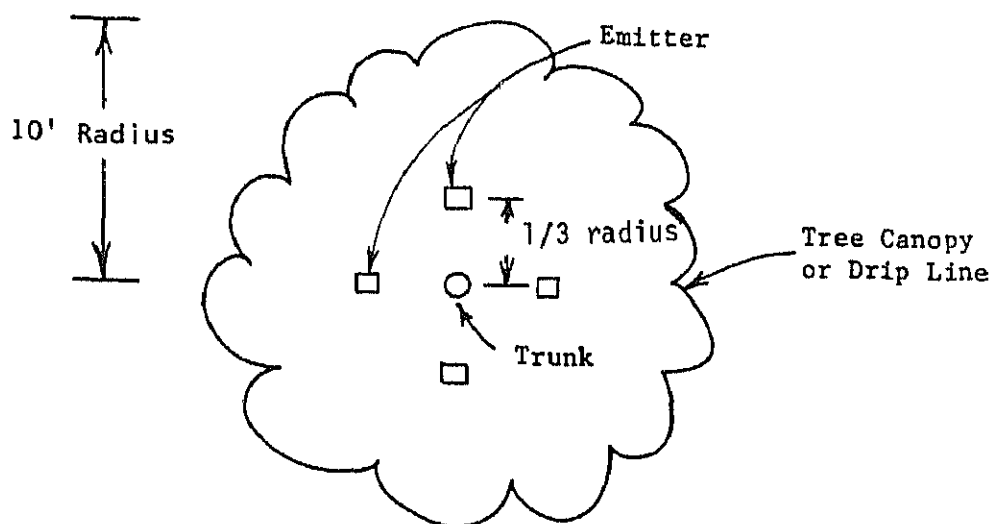 Emitter
10' Radius
1/3 radius
Tree Canopy
or Drip Line
Trunk